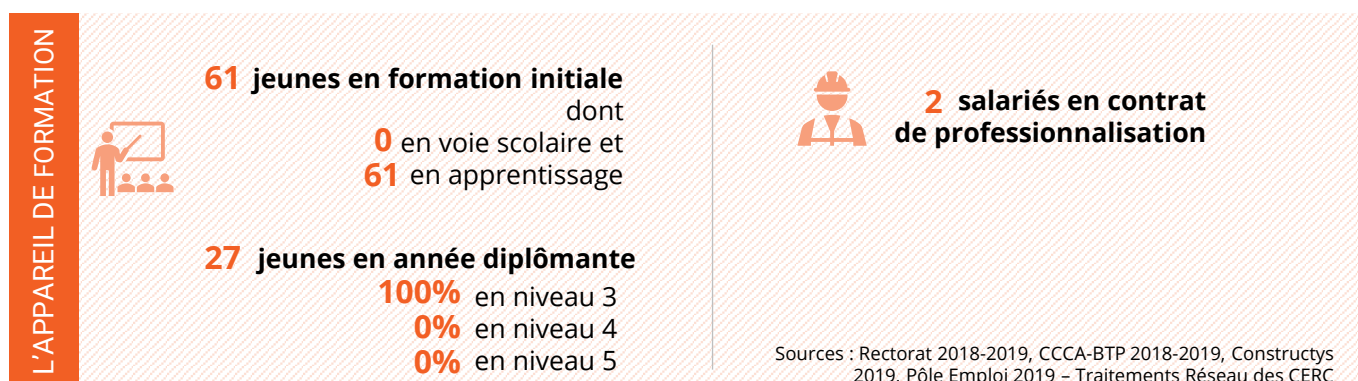 L'APPAREIL DE FORMATION
61 jeunes en formation initiale
dont
0 en voie scolaire et
61 en apprentissage
27 jeunes en année diplômante
100% en niveau 3
0% en niveau 4
0% en niveau 5
2 salariés en contrat
de professionnalisation
Sources : Rectorat 2018-2019, CCCA-BTP 2018-2019, Constructys
2019, Pôle Emploi 2019 – Traitements Réseau des CERC